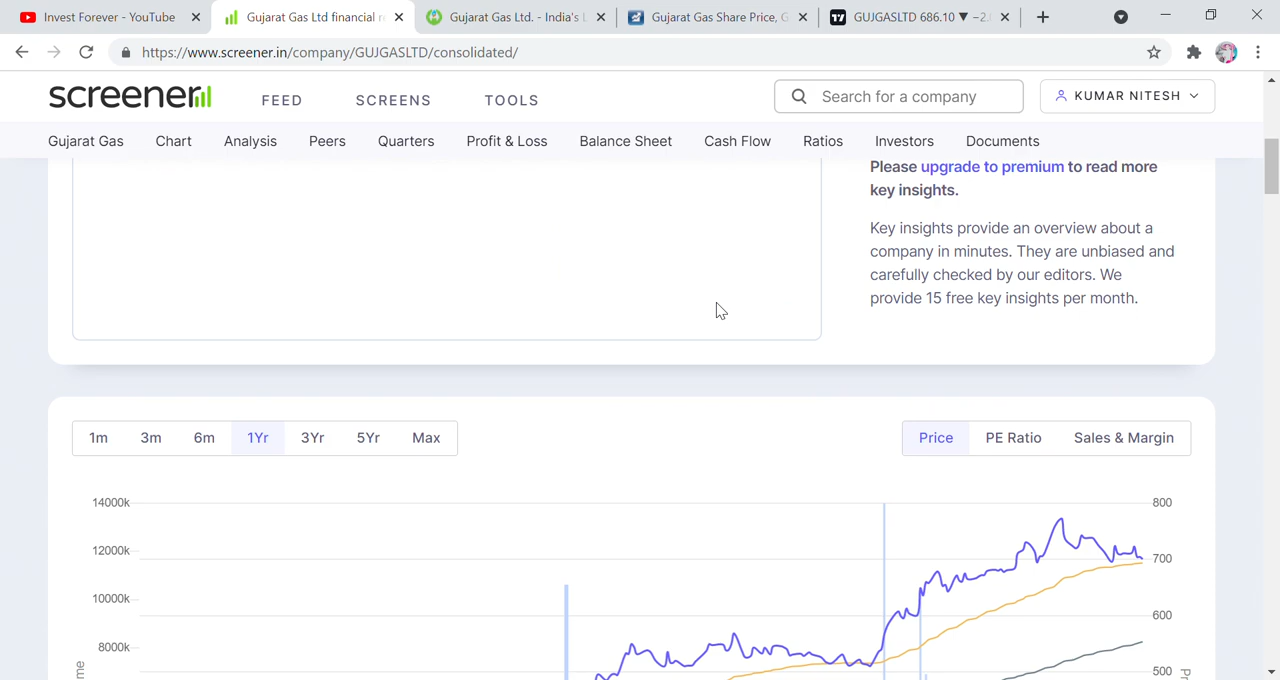 Invest Forever - YouTube
Gujarat Gas Ltd financial r
Gujarat Gas Ltd. - India's L
Gujarat Gas Share Price, G
GUJGASLTD 686.10 ▼ −2.
https://www.screener.in/company/GUJGASLTD/consolidated/
screener
FEED
SCREENS
TOOLS
Search for a company
KUMAR NITESH
Gujarat Gas
Chart
Analysis
Peers
Quarters
Profit & Loss
Balance Sheet
Cash Flow
Ratios
Investors
Documents
Please upgrade to premium to read more
key insights.
Key insights provide an overview about a
company in minutes. They are unbiased and
carefully checked by our editors. We
provide 15 free key insights per month.
1m
3m
6m
1Yr
3Yr
5Yr
Max
Price
PE Ratio
Sales & Margin
14000k
800
12000k
700
10000k
600
8000k
500